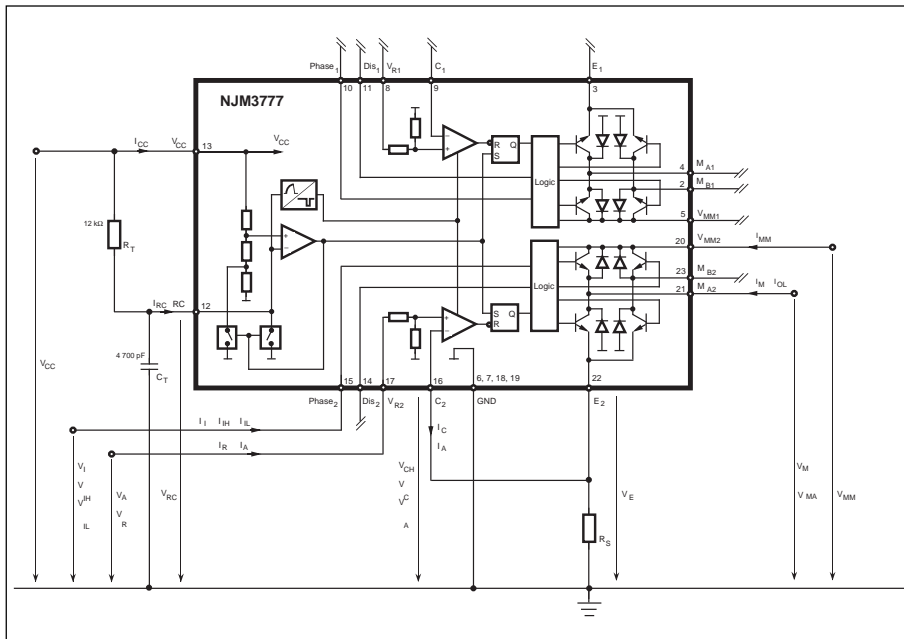 Phase1 Dis1 VR1 C1 E1
10 11 8 9 3
NJM3777
ICC VCC 13 VCC
R Q
S
Logic
4 MA1
2 MB1
5 VMM1
12 kΩ
RT
20 VMM2 IMM
23 MB2
IM IOL
21 MA2
Logic
IRC RC 12
S Q
R
4 700 pF
CT
VCC
15 14 17 16 6, 7, 18, 19 22
Phase2 Dis2 VR2 C2 GND E2
II IIH IIL
IC
IR IA
IA
VI
V
IH
V
IL
VA
V
R
VRC
VCH
V
C
V
A
VE
VM
VMA
VMM
RS
+
−
+
−
+
−
+
−